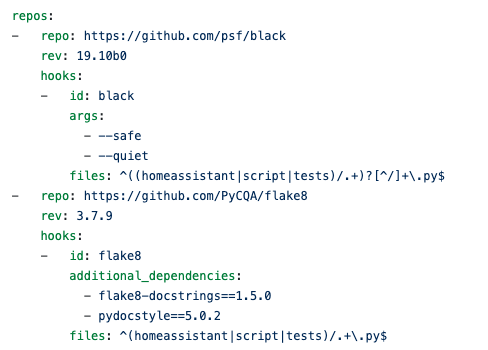 repos:
-   repo: https://github.com/psf/black
    rev: 19.10b0
    hooks:
    -   id: black
        args:
          - --safe
          - --quiet
        files: ^((homeassistant|script|tests)/.+)?[^/]+\.py$
-   repo: https://github.com/PyCQA/flake8
    rev: 3.7.9
    hooks:
    -   id: flake8
        additional_dependencies:
          - flake8-docstrings==1.5.0
          - pydocstyle==5.0.2
        files: ^(homeassistant|script|tests)/.+\.py$